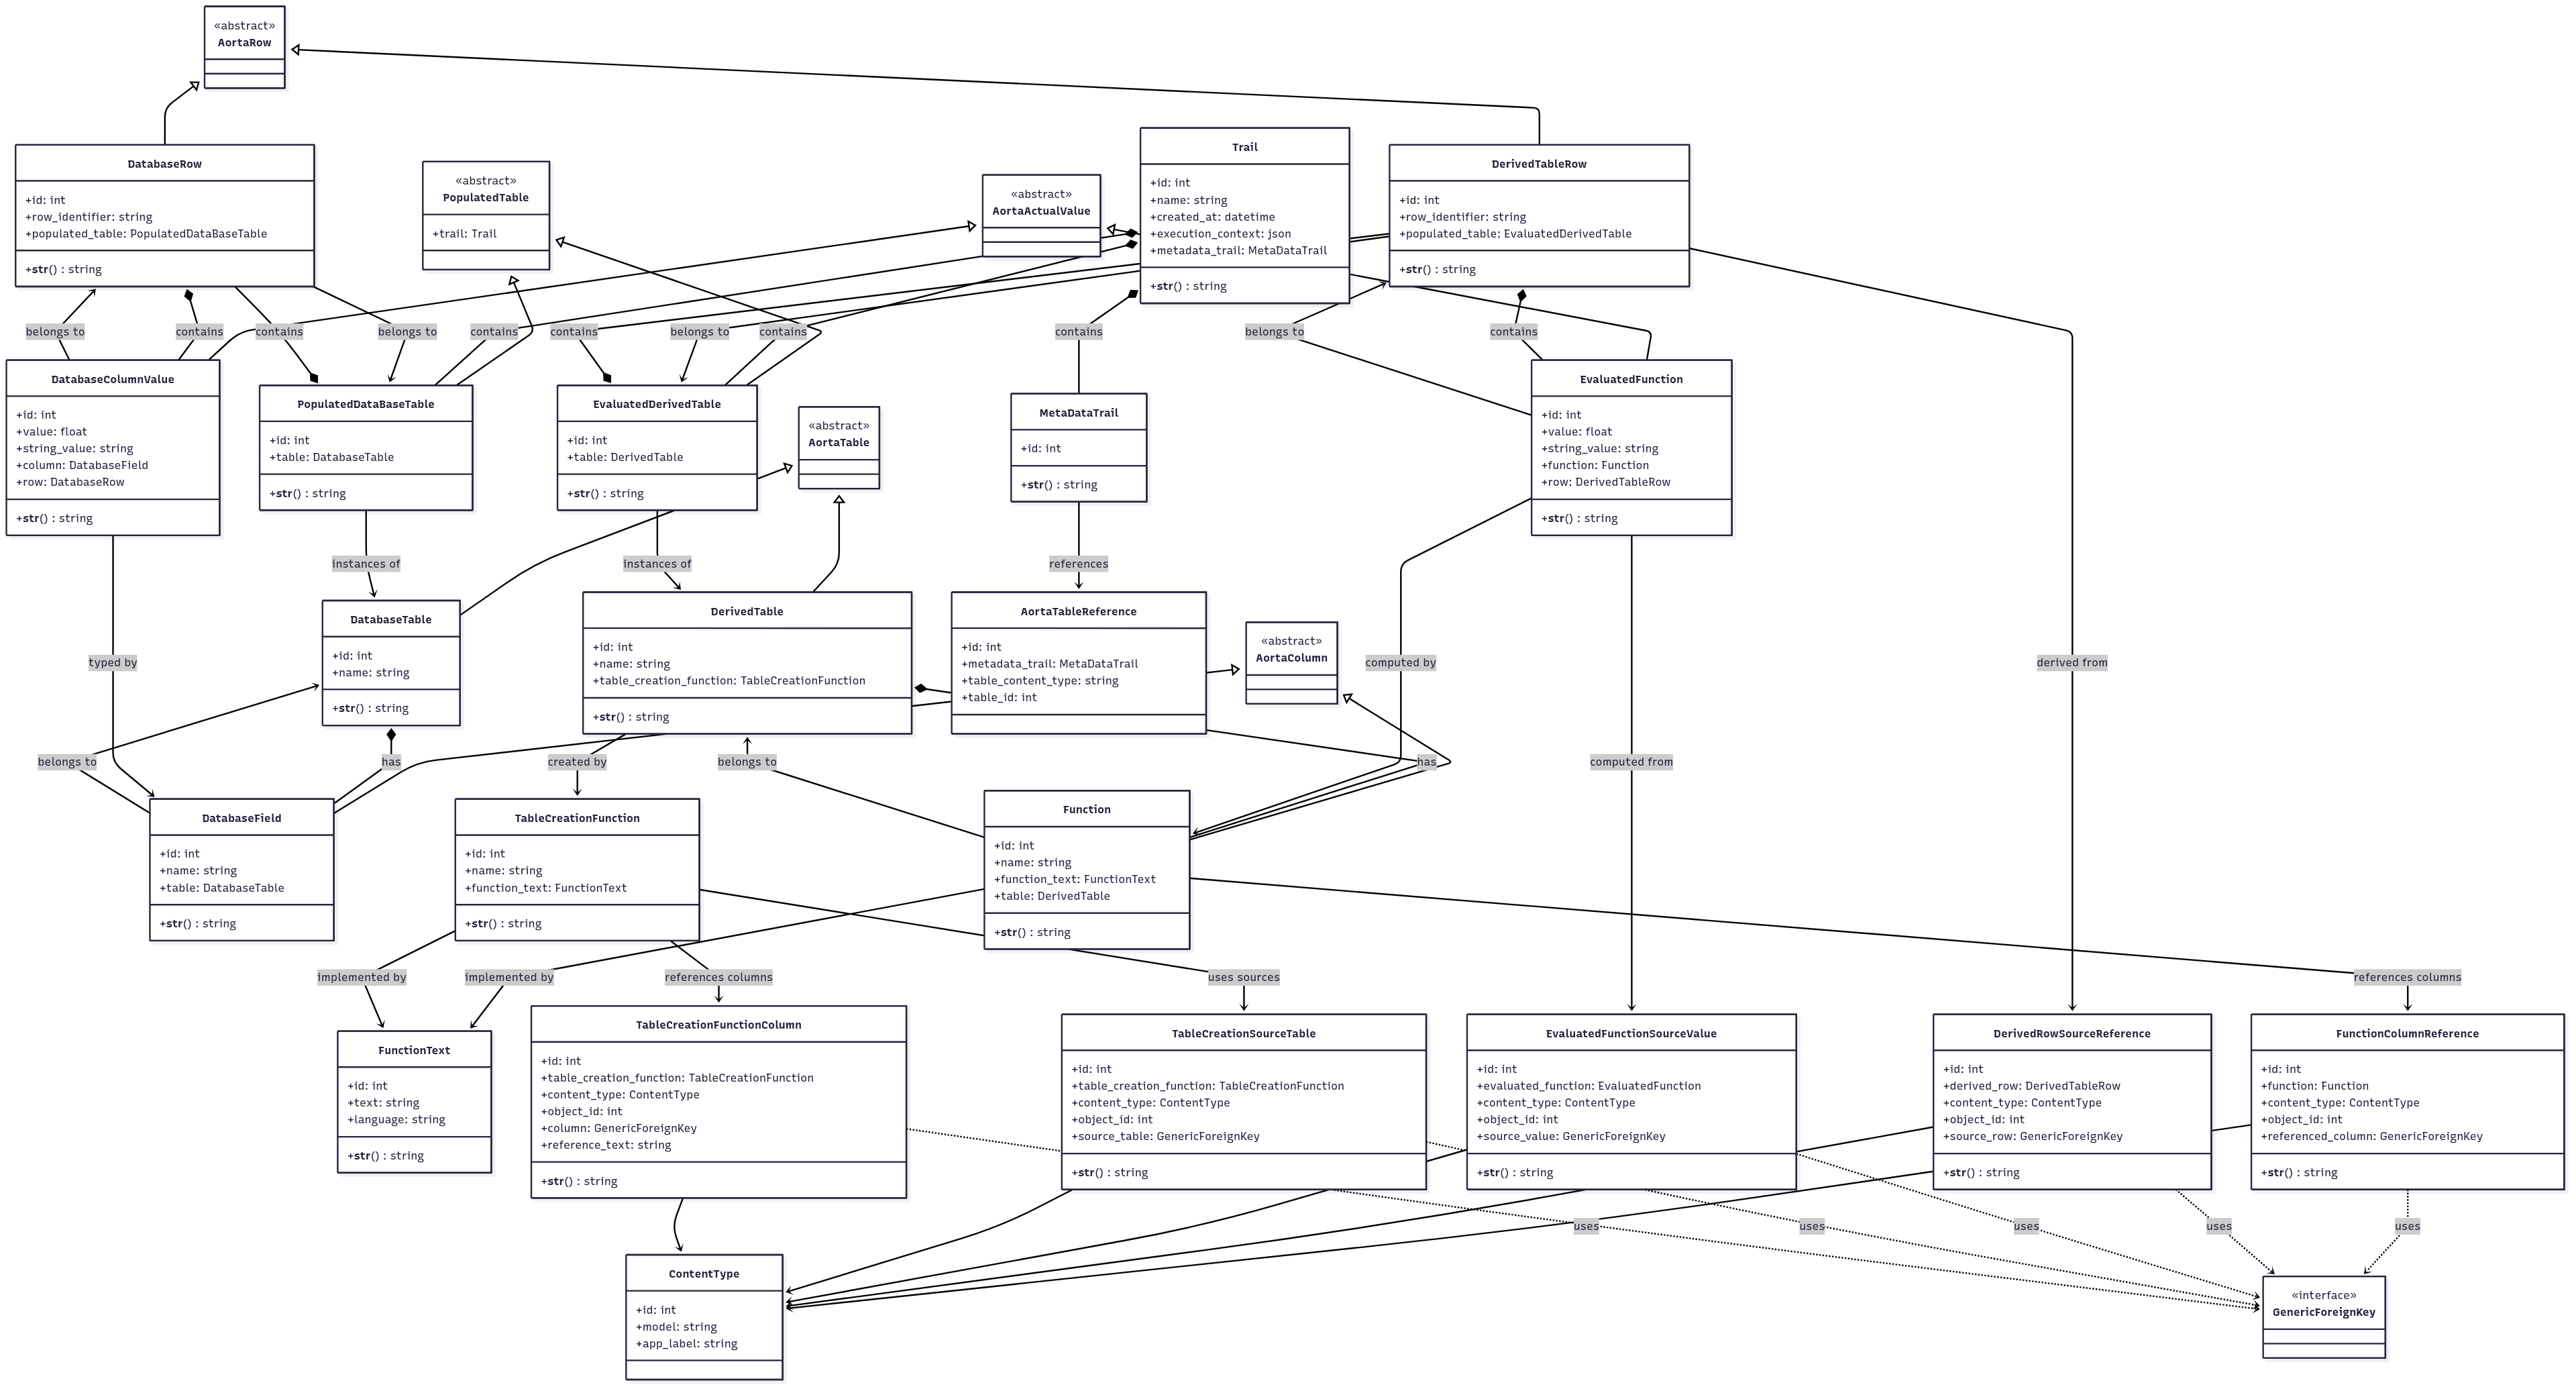 «abstract»
AortaRow
DatabaseRow
+id: int
+row_identifier: string
+populated_table: PopulatedDataBaseTable
+str() : string
«abstract»
PopulatedTable
+trail: Trail
«abstract»
AortaActualValue
Trail
+id: int
+name: string
+created_at: datetime
+execution_context: json
+metadata_trail: MetaDataTrail
+str() : string
DerivedTableRow
+id: int
+row_identifier: string
+populated_table: EvaluatedDerivedTable
+str() : string
belongs to
contains
contains
belongs to
contains
contains
belongs to
contains
contains
belongs to
contains
DatabaseColumnValue
+id: int
+value: float
+string_value: string
+column: DatabaseField
+row: DatabaseRow
+str() : string
PopulatedDataBaseTable
+id: int
+table: DatabaseTable
+str() : string
EvaluatedDerivedTable
+id: int
+table: DerivedTable
+str() : string
«abstract»
AortaTable
MetaDataTrail
+id: int
+str() : string
EvaluatedFunction
+id: int
+value: float
+string_value: string
+function: Function
+row: DerivedTableRow
+str() : string
instances of
instances of
references
DatabaseTable
+id: int
+name: string
+str() : string
DerivedTable
+id: int
+name: string
+table_creation_function: TableCreationFunction
+str() : string
AortaTableReference
+id: int
+metadata_trail: MetaDataTrail
+table_content_type: string
+table_id: int
«abstract»
AortaColumn
typed by
computed by
derived from
belongs to
has
created by
belongs to
has
computed from
DatabaseField
+id: int
+name: string
+table: DatabaseTable
+str() : string
TableCreationFunction
+id: int
+name: string
+function_text: FunctionText
+str() : string
Function
+id: int
+name: string
+function_text: FunctionText
+table: DerivedTable
+str() : string
implemented by
implemented by
references columns
uses sources
references columns
FunctionText
+id: int
+text: string
+language: string
+str() : string
TableCreationFunctionColumn
+id: int
+table_creation_function: TableCreationFunction
+content_type: ContentType
+object_id: int
+column: GenericForeignKey
+reference_text: string
+str() : string
TableCreationSourceTable
+id: int
+table_creation_function: TableCreationFunction
+content_type: ContentType
+object_id: int
+source_table: GenericForeignKey
+str() : string
EvaluatedFunctionSourceValue
+id: int
+evaluated_function: EvaluatedFunction
+content_type: ContentType
+object_id: int
+source_value: GenericForeignKey
+str() : string
DerivedRowSourceReference
+id: int
+derived_row: DerivedTableRow
+content_type: ContentType
+object_id: int
+source_row: GenericForeignKey
+str() : string
FunctionColumnReference
+id: int
+function: Function
+content_type: ContentType
+object_id: int
+referenced_column: GenericForeignKey
+str() : string
uses
uses
uses
uses
uses
ContentType
+id: int
+model: string
+app_label: string
«interface»
GenericForeignKey